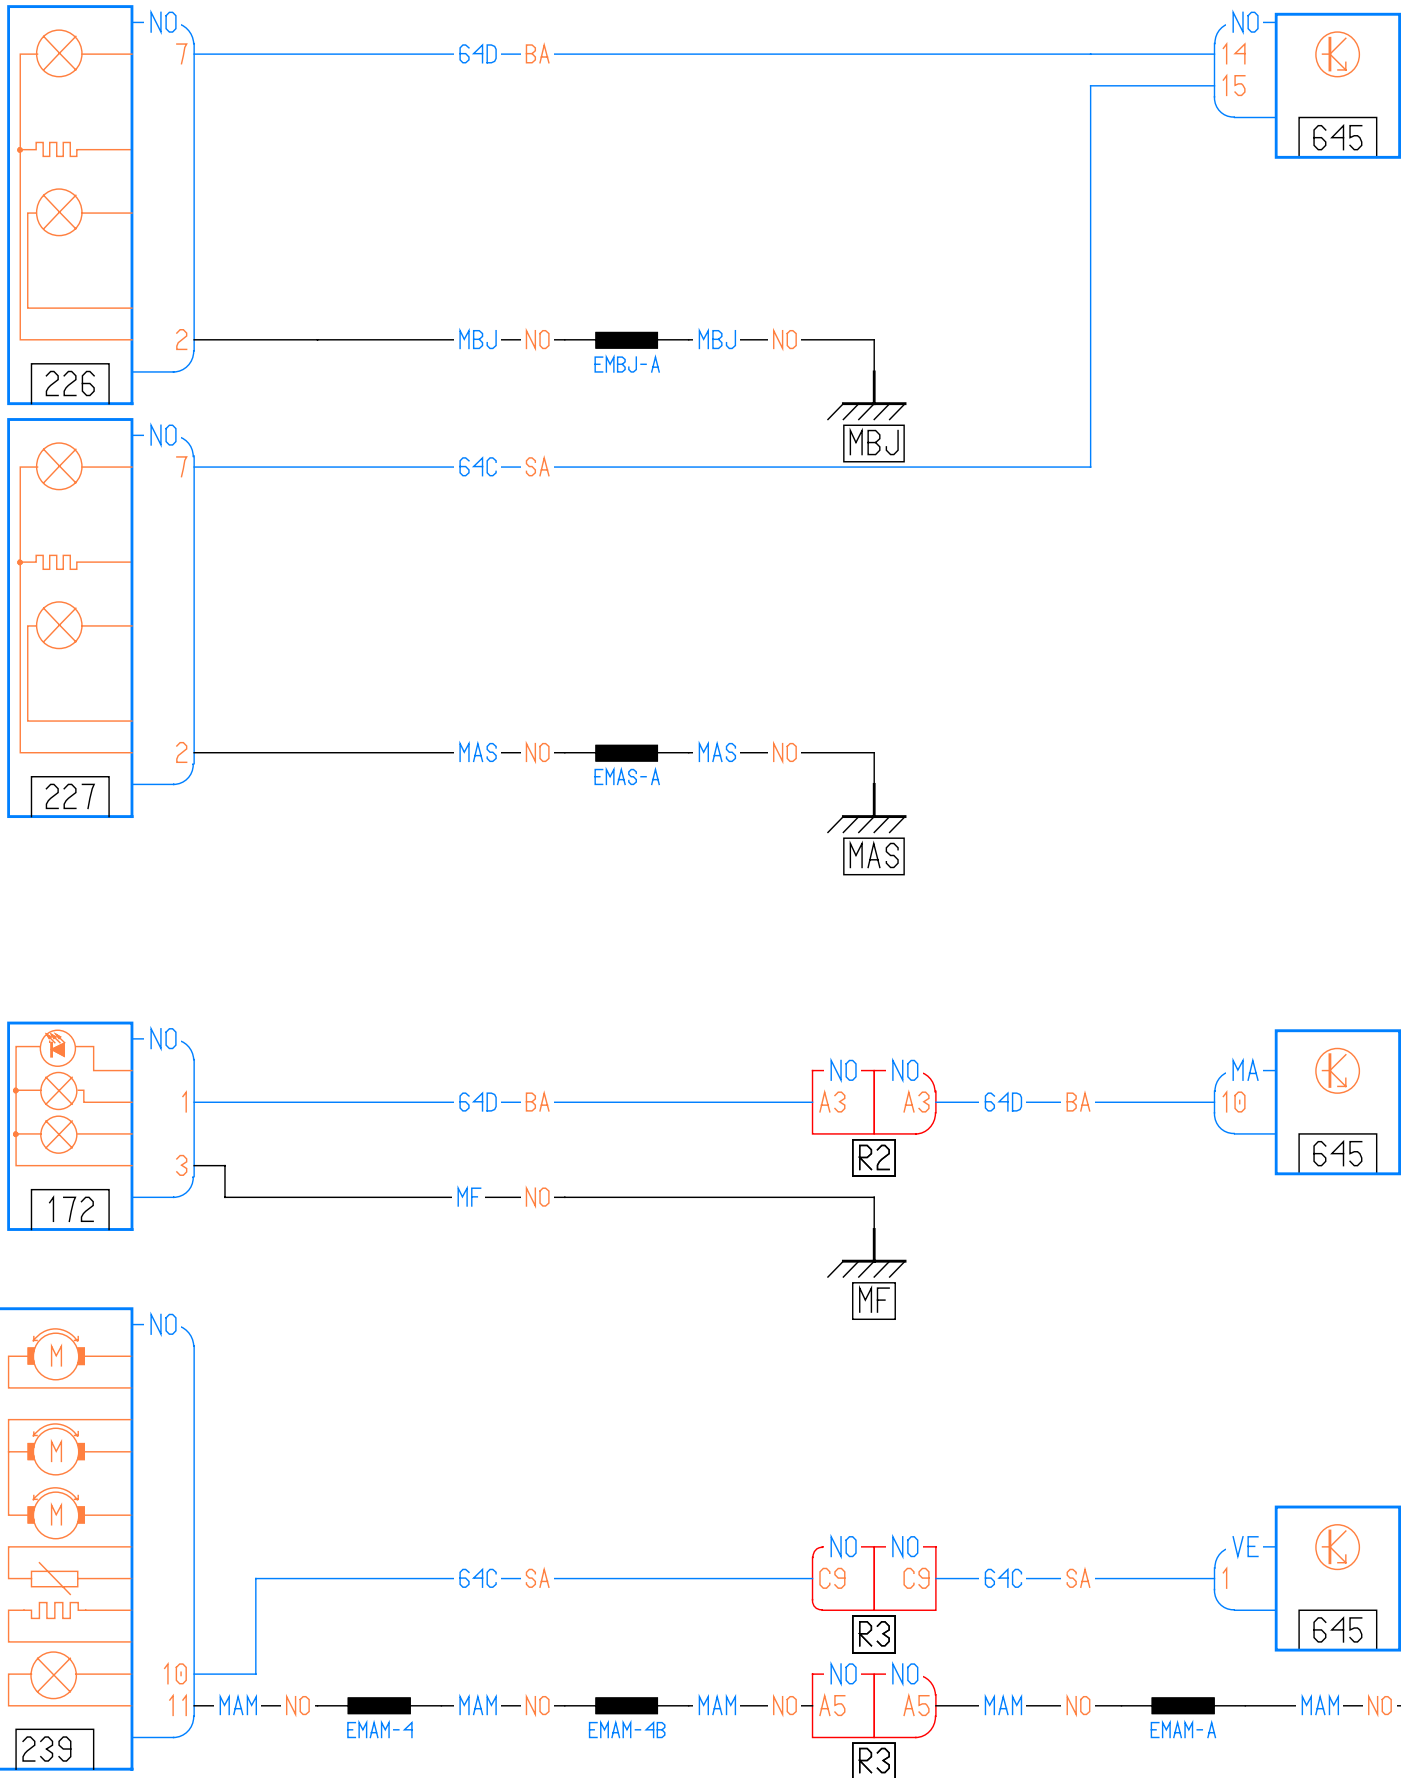 NO
NO
7 64D BA 14
15
645
2 MBJ NO MBJ NO
EMBJ-A
226
MBJ
NO
7 64C SA
2 MAS NO MAS NO
EMAS-A
227
MAS
NO
NO NO MA
1 64D BA A3 A3 64D BA 10
R2 645
3
MF NO
172
MF
NO
M
M
M
NO NO VE
64C SA C9 C9 64C SA 1
R3 645
10 NO NO
11 MAM NO MAM NO MAM NO A5 A5 MAM NO MAM NO
EMAM-4 EMAM-4B EMAM-A
239 R3